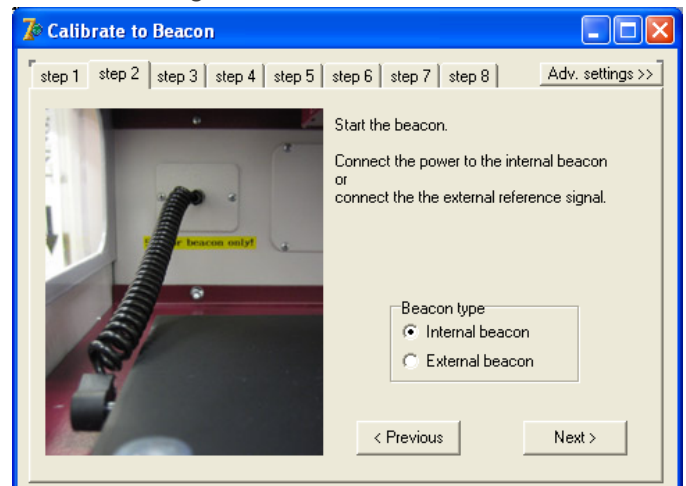 Calibrate to Beacon
step 1 step 2 step 3 step 4 step 5 step 6 step 7 step 8 Adv. settings >>
Start the beacon.
Connect the power to the internal beacon
or
connect the the external reference signal.
r beacon only!
Beacon type
Internal beacon
External beacon
< Previous Next >